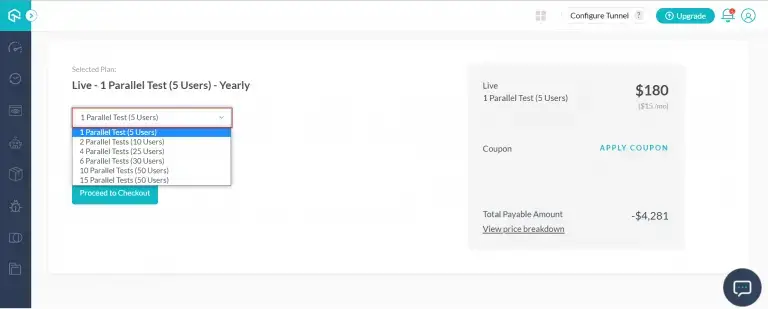 Configure Tunnel ?
Upgrade
Selected Plan:
Live - 1 Parallel Test (5 Users) - Yearly
1 Parallel Test (5 Users)
1 Parallel Test (5 Users)
2 Parallel Tests (10 Users)
4 Parallel Tests (25 Users)
6 Parallel Tests (30 Users)
10 Parallel Tests (50 Users)
15 Parallel Tests (50 Users)
Proceed to Checkout
Live
1 Parallel Test (5 Users)
$180
($15 /mo)
Coupon
APPLY COUPON
Total Payable Amount
-$4,281
View price breakdown